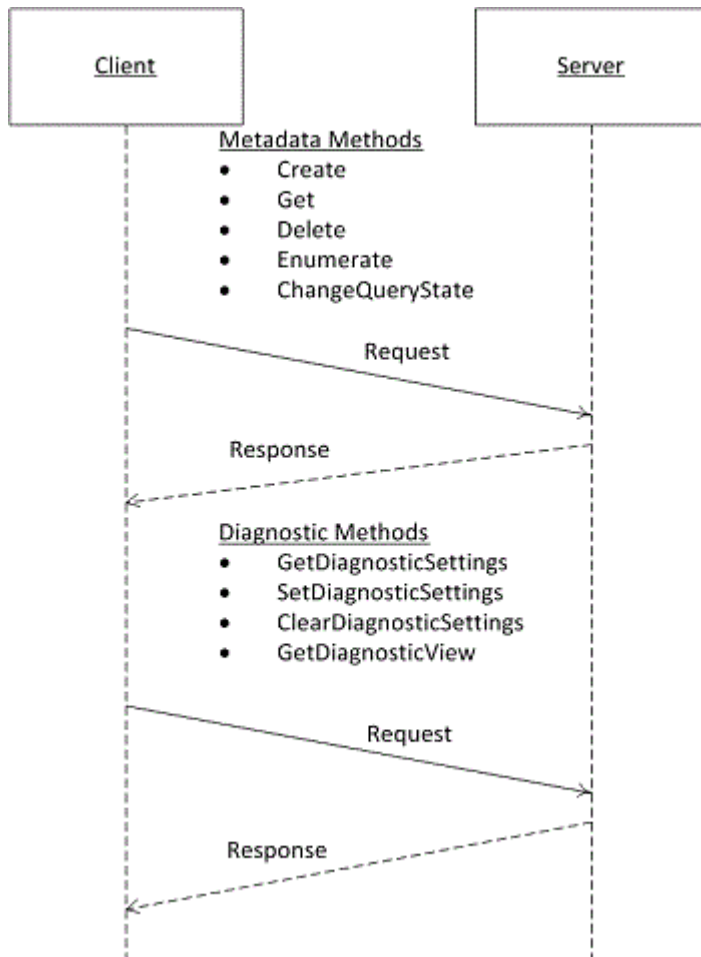 Client
Server
Metadata Methods
• Create
• Get
• Delete
• Enumerate
• ChangeQueryState
Request
Response
Diagnostic Methods
• GetDiagnosticSettings
• SetDiagnosticSettings
• ClearDiagnosticSettings
• GetDiagnosticView
Request
Response